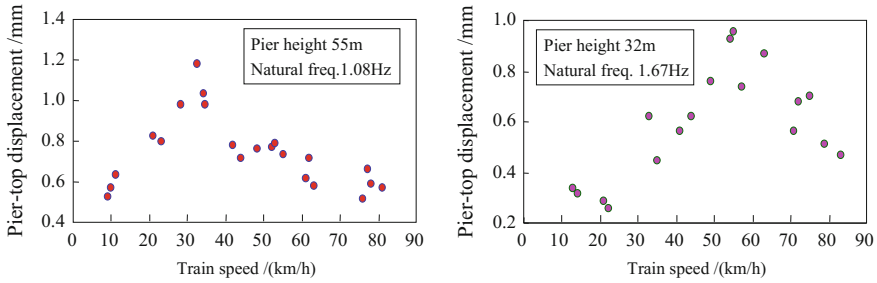 Pier-top displacement /mm
1.4
1.2
1.0
0.8
0.6
0.4
Pier height 55m
Natural freq.1.08Hz
0 10 20 30 40 50 60 70 80 90
Train speed /(km/h)
Pier-top displacement /mm
1.0
0.8
0.6
0.4
0.2
Pier height 32m
Natural freq. 1.67Hz
0 10 20 30 40 50 60 70 80 90
Train speed /(km/h)